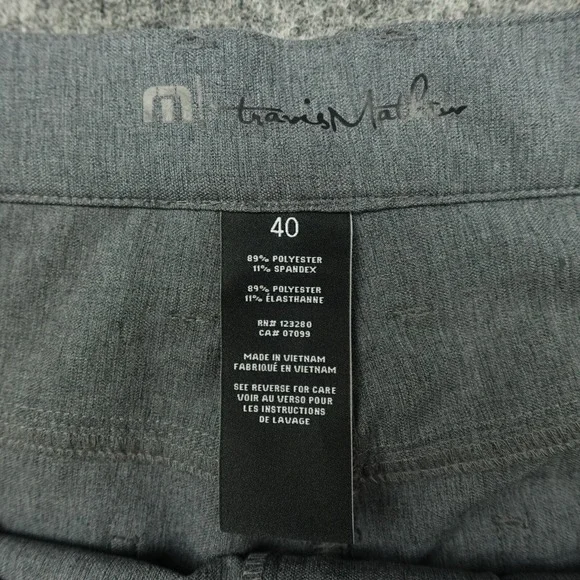 travisMathew
40
89% POLYESTER
11% SPANDEX
89% POLYESTER
11% ÉLASTHANNE
RN# 123280
CA# 07099
MADE IN VIETNAM
FABRIQUÉ EN VIETNAM
SEE REVERSE FOR CARE
VOIR AU VERSO POUR
LES INSTRUCTIONS
DE LAVAGE